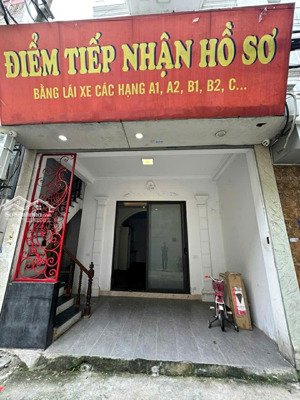 ĐIỂM TIẾP NHẬN HỒ SƠ
BẰNG LÁI XE CÁC HẠNG A1, A2, B1, B2, C...